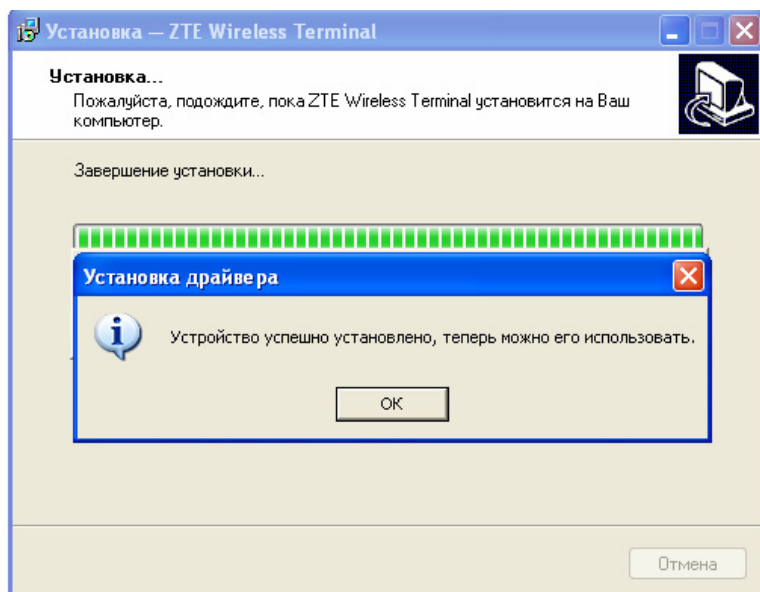 Установка — ZTE Wireless Terminal
Установка...
Пожалуйста, подождите, пока ZTE Wireless Terminal установится на Ваш
компьютер.
Завершение установки...
Установка драйвера
Устройство успешно установлено, теперь можно его использовать.
OK
Отмена